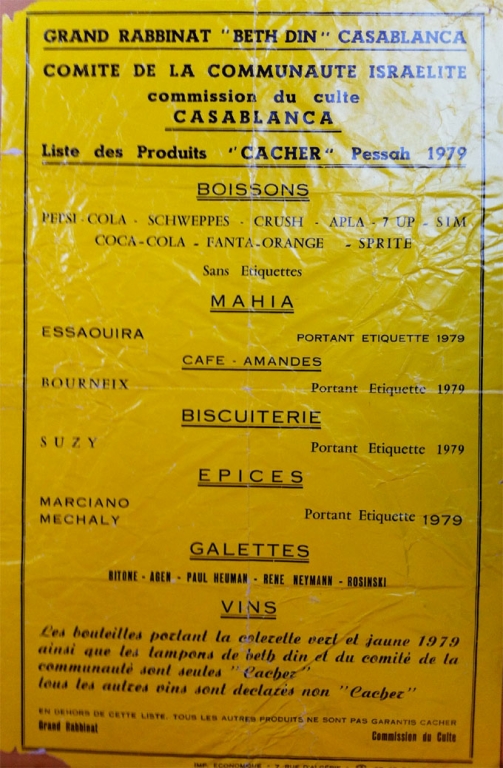 GRAND RABBINAT "BETH DIN" CASABLANCA
COMITE DE LA COMMUNAUTE ISRAELITE
commission du culte
CASABLANCA
Liste des Produits "CACHER" Pessah 1979
BOISSONS
PEPSI-COLA - SCHWEPPES - CRUSH - APLA - 7 UP - SIM
COCA-COLA - FANTA-ORANGE - SPRITE
Sans Etiquettes
MAHIA
ESSAOUIRA PORTANT ETIQUETTE 1979
CAFE - AMANDES
BOURNEIX Portant Etiquette 1979
BISCUITERIE
SUZY Portant Etiquette 1979
EPICES
MARCIANO
MECHALY Portant Etiquette 1979
GALETTES
BITONE - AGEN - PAUL HEUMAN - RENE NEYMANN - ROSINSKI
VINS
Les bouteilles portant la colerette vert et jaune 1979
ainsi que les tampons de beth din et du comité de la
communauté sont seules "Cacher"
tous les autres vins sont declarés non "Cacher"
EN DEHORS DE CETTE LISTE, TOUS LES AUTRES PRODUITS NE SONT PAS GARANTIS CACHER
Grand Rabbinat Commission du Culte
IMP. ECONOMIQUE - 7, RUE